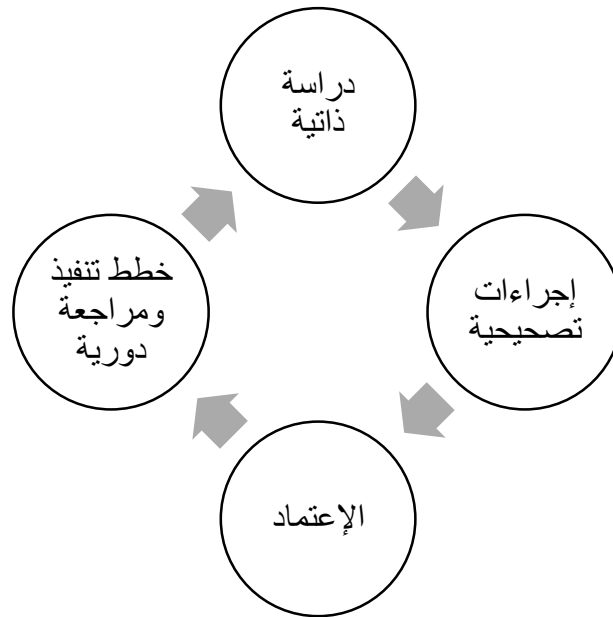 دراسة
ذاتية
إجراءات
تصحيحية
الإعتماد
خطط تنفيذ
ومراجعة
دورية